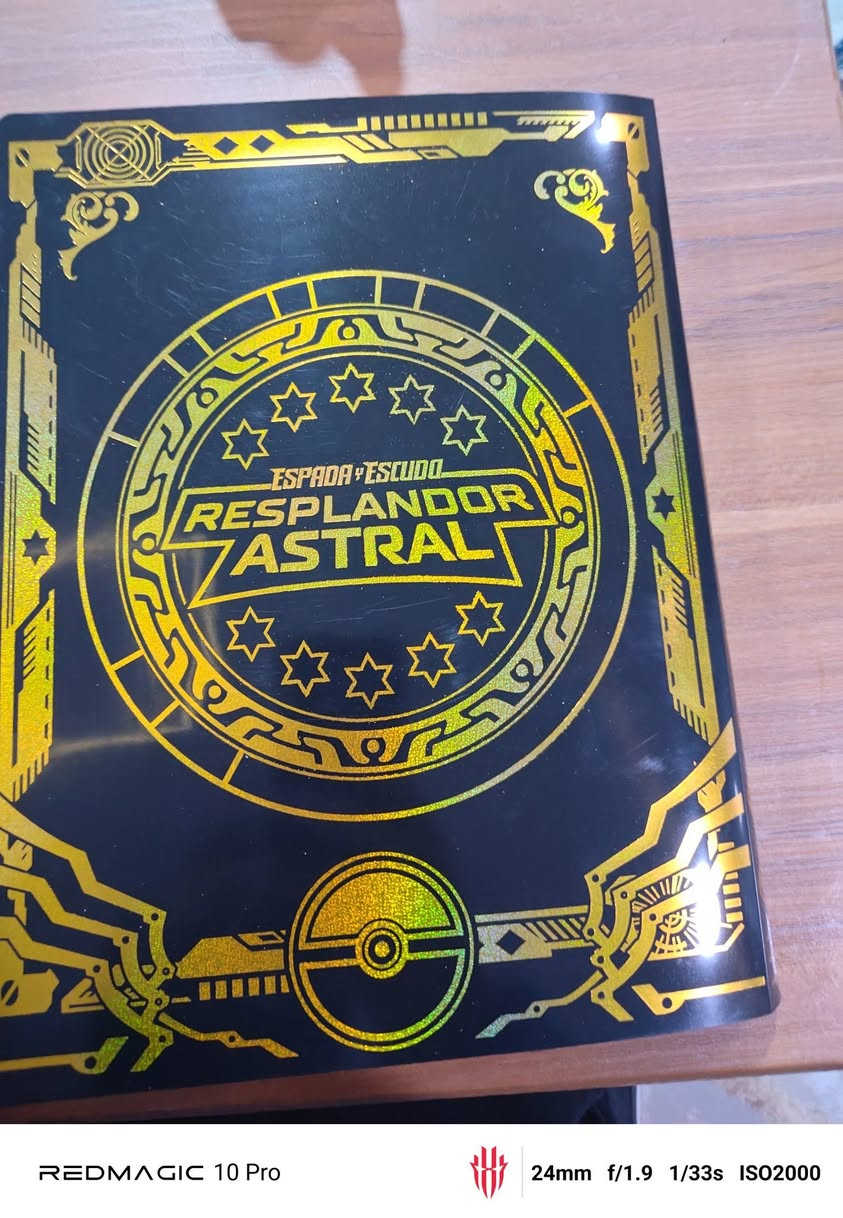 ESPADA Y ESCUDO
RESPLANDOR
ASTRAL
REDMAGIC 10 Pro
24mm f/1.9 1/33s ISO2000